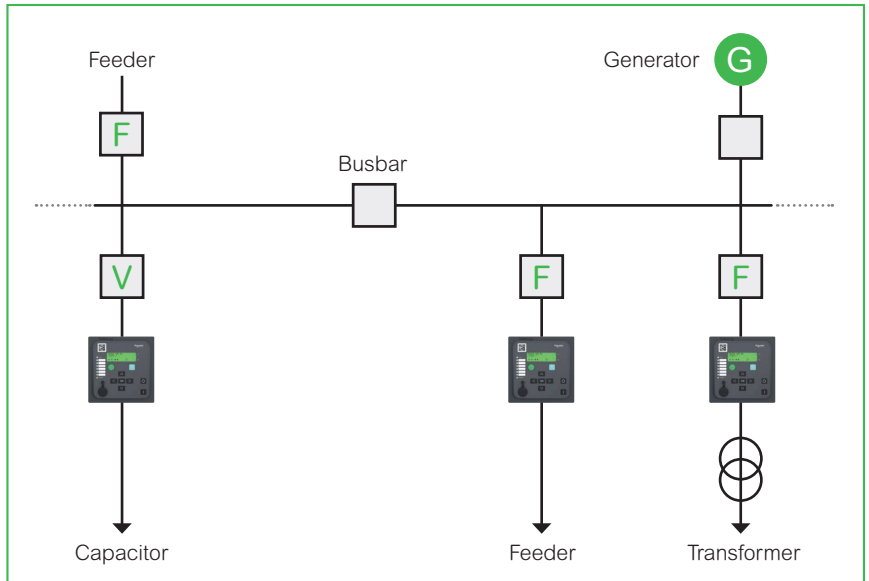 Feeder
Generator
G
F
Busbar
V
F
F
Capacitor
Feeder
Transformer